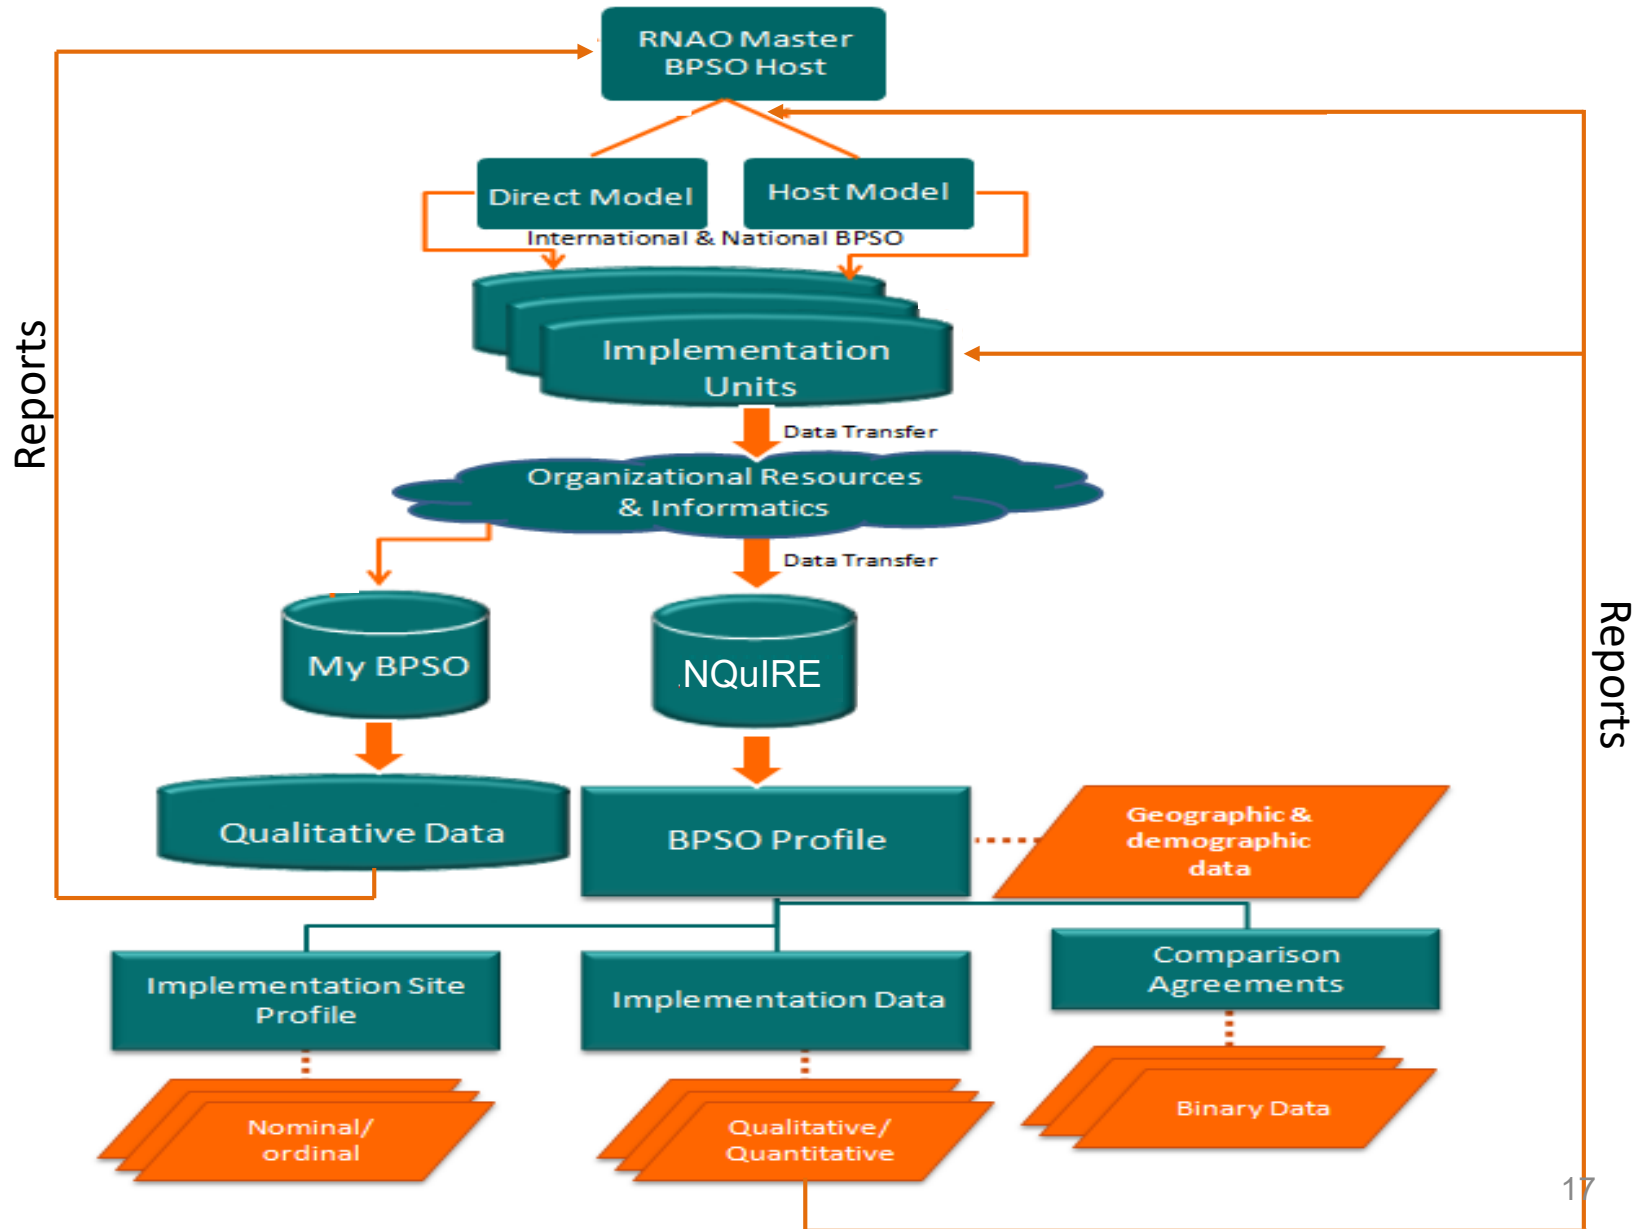 RNAO Master
BPSO Host
Direct Model
Host Model
International & National BPSO
Implementation
Units
Data Transfer
Organizational Resources
& Informatics
Data Transfer
My BPSO
NQuIRE
Qualitative Data
BPSO Profile
Geographic &
demographic
data
Implementation Site
Profile
Implementation Data
Comparison
Agreements
Nominal/
ordinal
Qualitative/
Quantitative
Binary Data
Reports
Reports
17